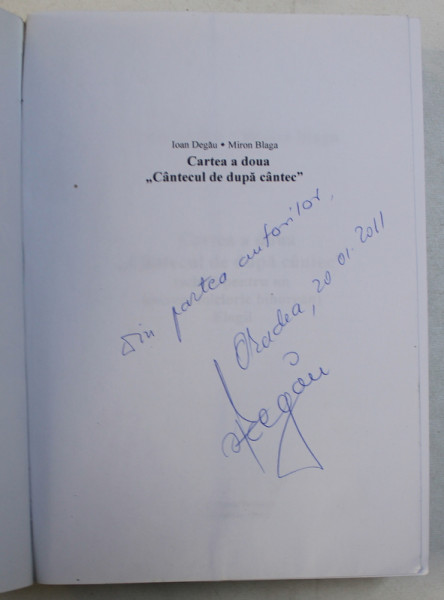 Ioan Degău • Miron Blaga
Cartea a doua
„Cântecul de după cântec”
Din partea autorilor,
Oradea, 20 01. 2011
Degău